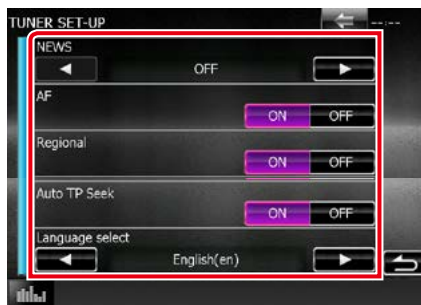 TUNER SET-UP
--:--
NEWS
OFF
AF
ON OFF
Regional
ON OFF
Auto TP Seek
ON OFF
Language select
English(en)